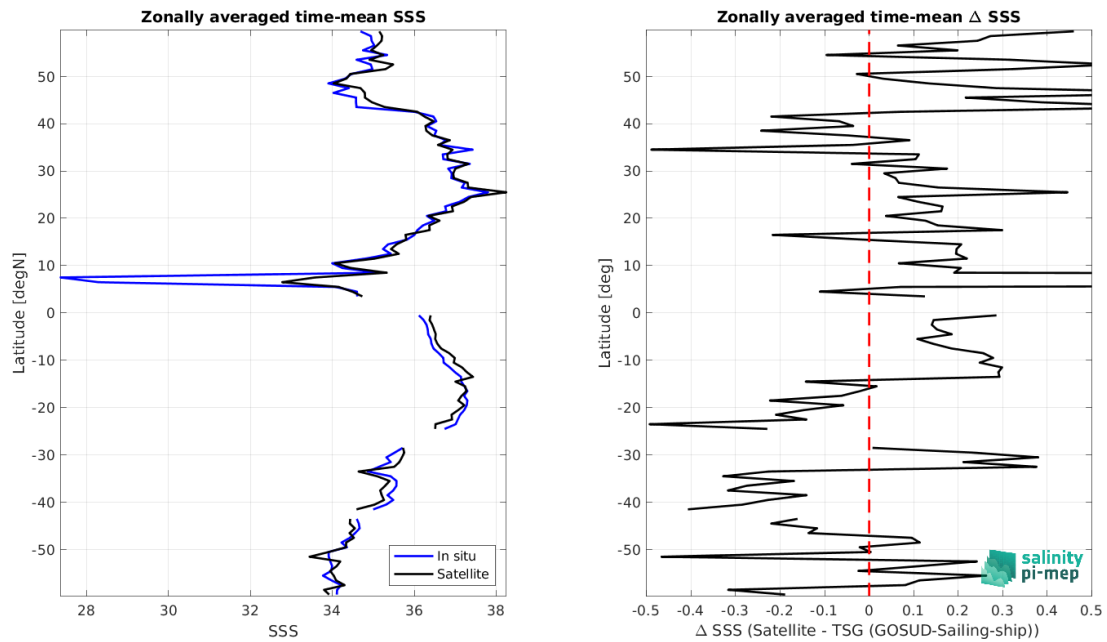 Zonally averaged time-mean SSS
50
40
30
20
10
0
-10
-20
-30
-40
-50
Latitude [degN]
28 30 32 34 36 38
SSS
In situ
Satellite
Zonally averaged time-mean Δ SSS
50
40
30
20
10
0
-10
-20
-30
-40
-50
Latitude [deg]
-0.5 -0.4 -0.3 -0.2 -0.1 0 0.1 0.2 0.3 0.4 0.5
Δ SSS (Satellite - TSG (GOSUD-Sailing-ship))
salinity
pi-mep